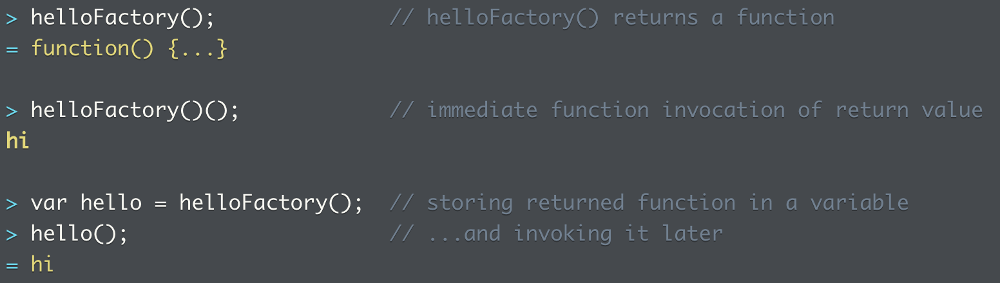 > helloFactory();              // helloFactory() returns a function
= function() {...}
> helloFactory()();            // immediate function invocation of return value
hi
> var hello = helloFactory();  // storing returned function in a variable
> hello();                     // ...and invoking it later
= hi